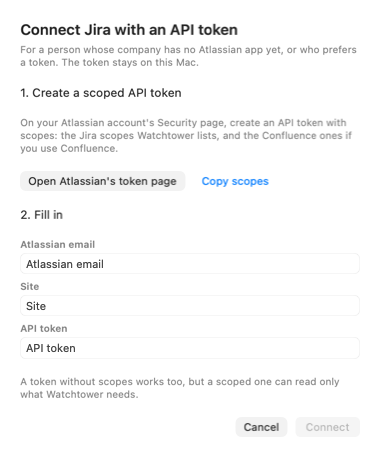 Connect Jira with an API token
For a person whose company has no Atlassian app yet, or who prefers
a token. The token stays on this Mac.
1. Create a scoped API token
On your Atlassian account's Security page, create an API token with
scopes: the Jira scopes Watchtower lists, and the Confluence ones if
you use Confluence.
Open Atlassian's token page
Copy scopes
2. Fill in
Atlassian email
Atlassian email
Site
Site
API token
API token
A token without scopes works too, but a scoped one can read only
what Watchtower needs.
Cancel
Connect